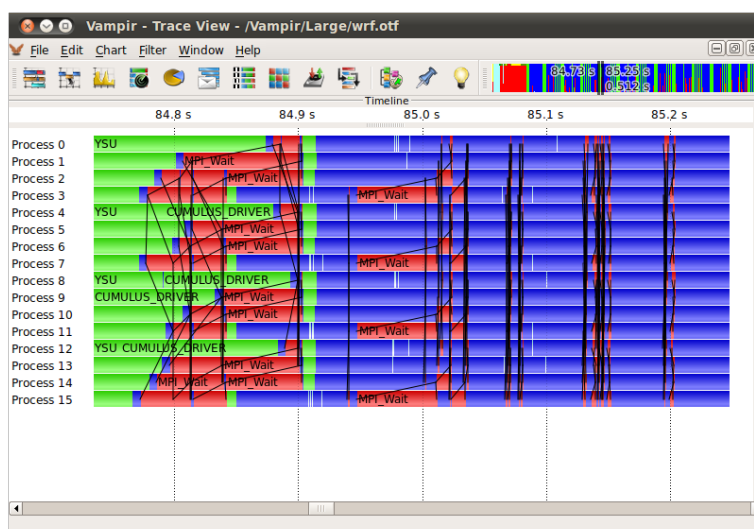 Vampir - Trace View - /Vampir/Large/wrf.otf
File Edit Chart Filter Window Help
84.73 s 85.25 s
0.512 s
Timeline
84.8 s 84.9 s 85.0 s 85.1 s 85.2 s
Process 0 YSU
Process 1 MPI_Wait
Process 2 MPI_Wait
Process 3 MPI_Wait
Process 4 YSU CUMULUS_DRIVER
Process 5 MPI_Wait
Process 6 MPI_Wait
Process 7 MPI_Wait
Process 8 YSU CUMULUS_DRIVER
Process 9 CUMULUS_DRIVER MPI_Wait
Process 10 MPI_Wait
Process 11 MPI_Wait
Process 12 YSU CUMULUS_DRIVER
Process 13 MPI_Wait
Process 14 MPI_Wait MPI_Wait
Process 15 MPI_Wait